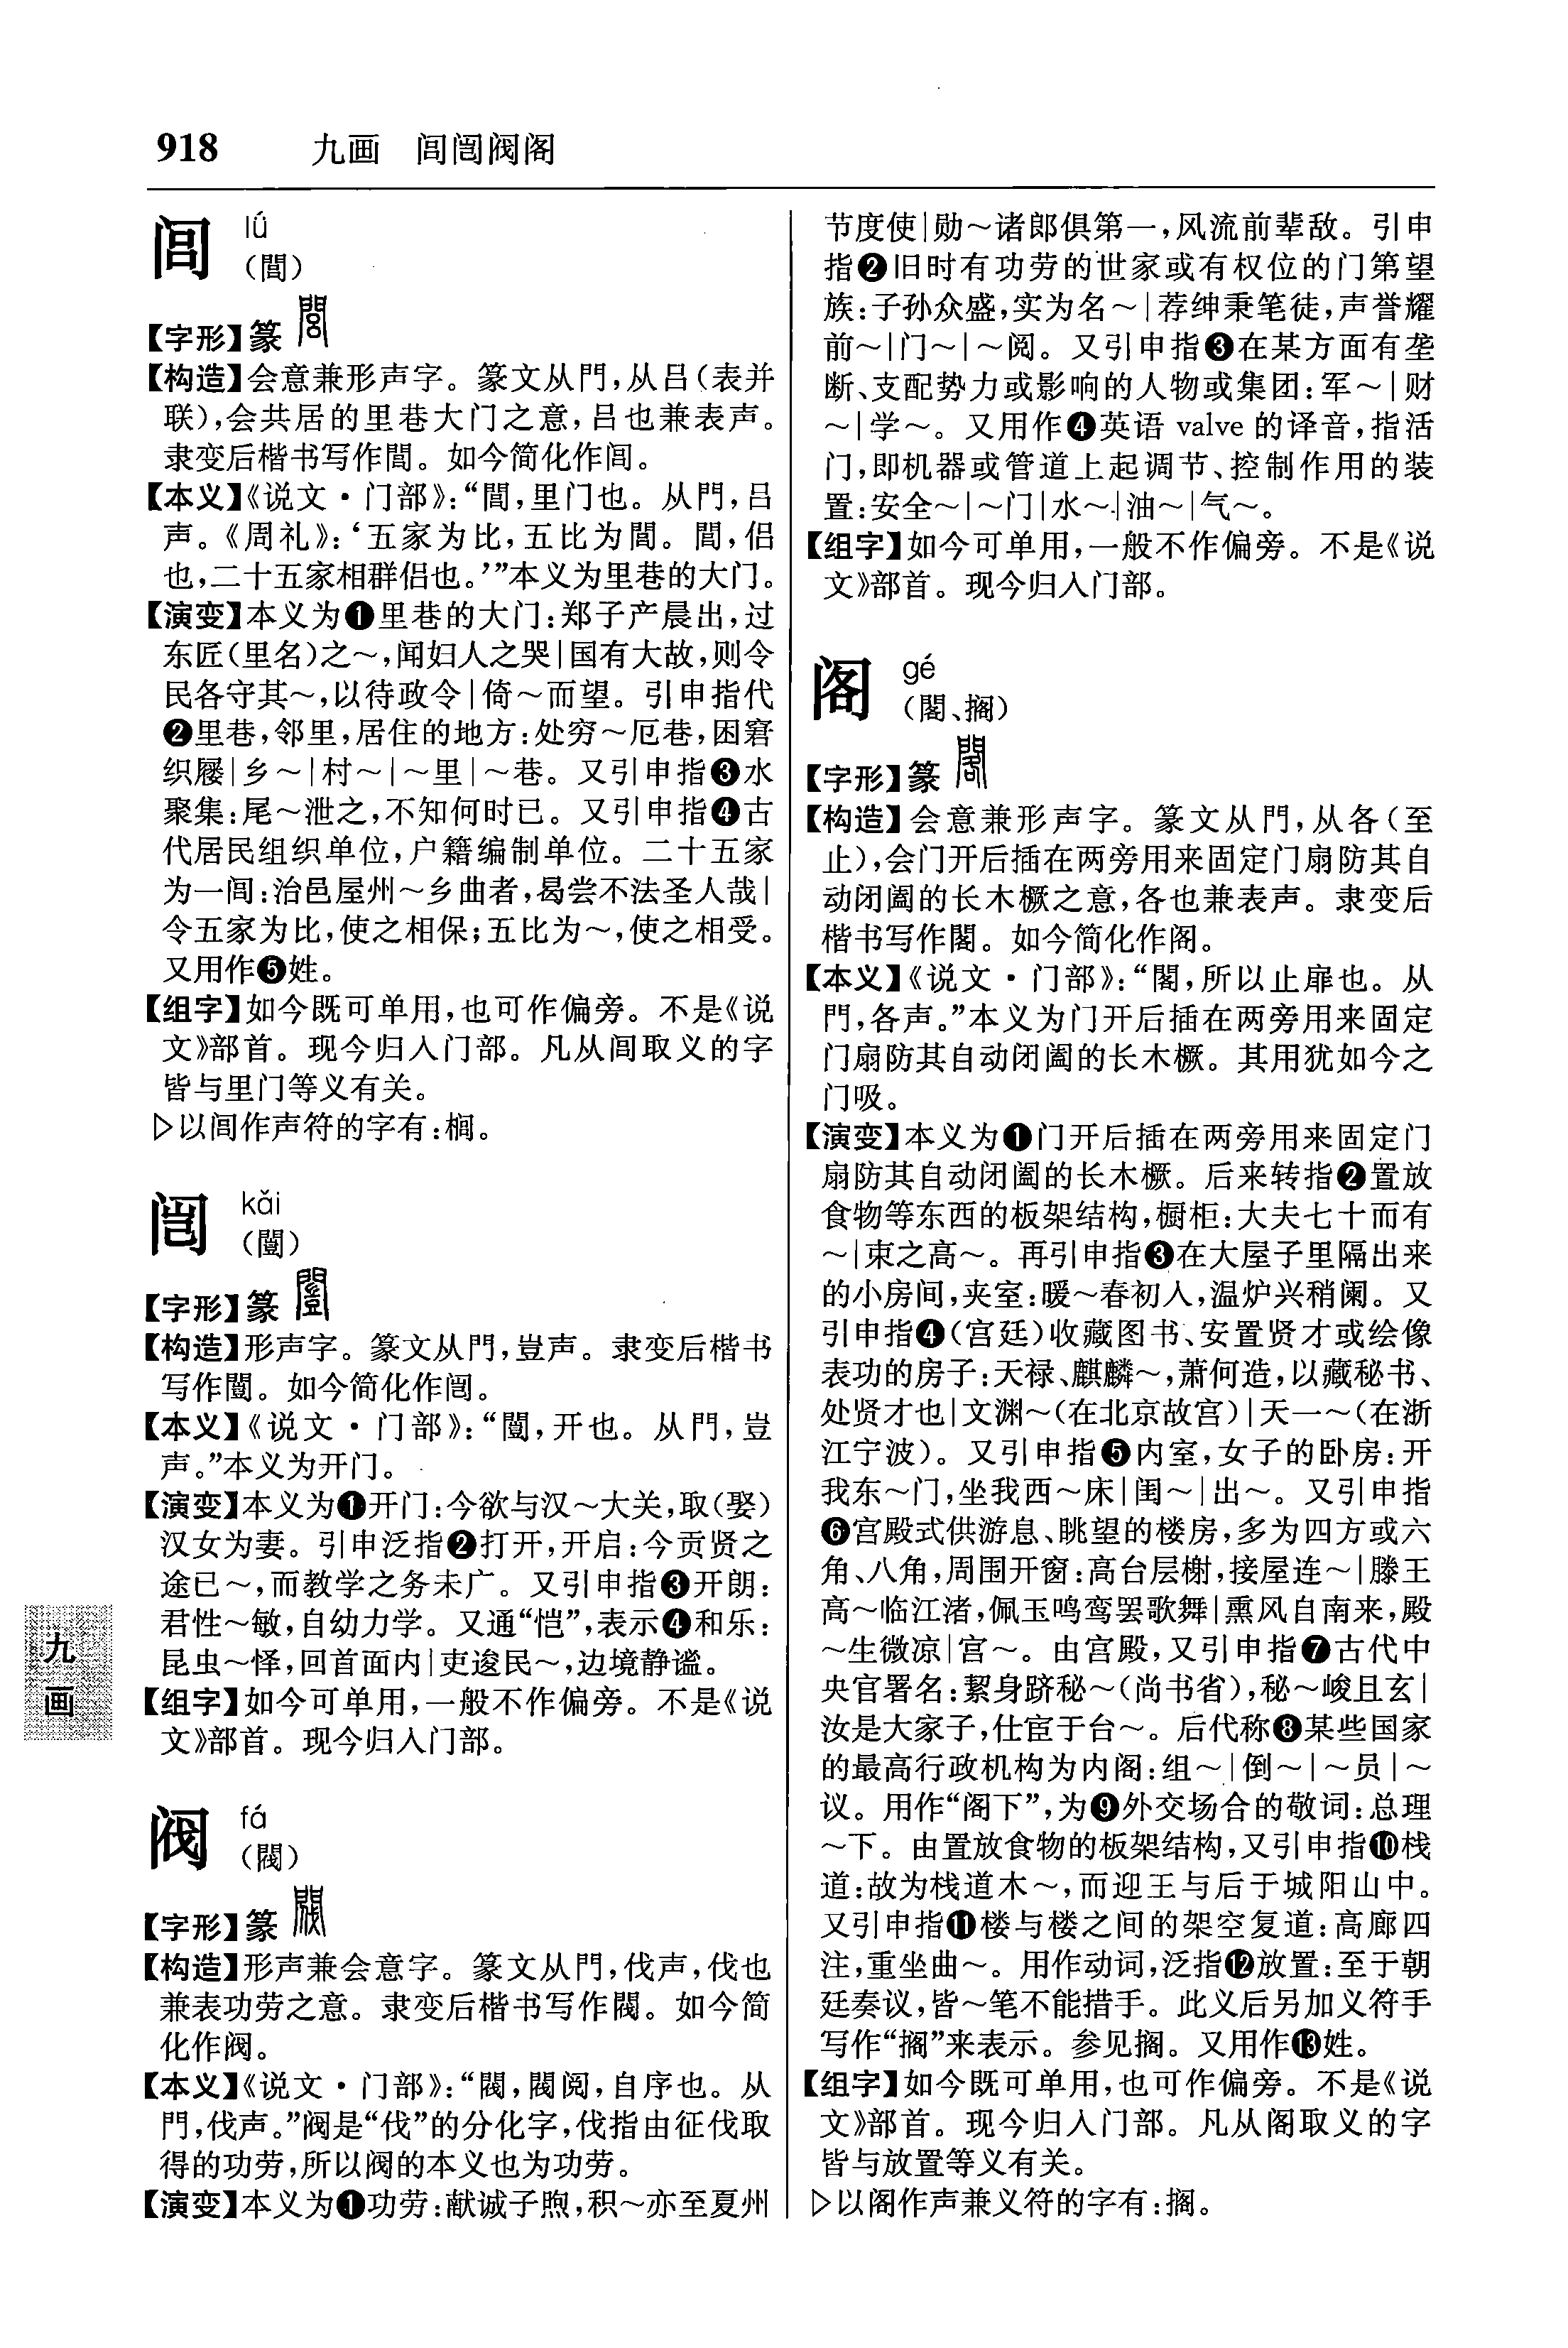 918 九画 闾闿阀阁
闾 lǘ
（閭）
【字形】篆
【构造】会意兼形声字。篆文从門，从吕（表并
联），会共居的里巷大门之意，吕也兼表声。
隶变后楷书写作閭。如今简化作闾。
【本义】《说文·门部》：“閭，里门也。从門，吕
声。《周礼》：‘五家为比，五比为閭。閭，侣
也，二十五家相群侣也。’”本义为里巷的大门。
【演变】本义为❶里巷的大门：郑子产晨出，过
东匠（里名）之～，闻妇人之哭|国有大故，则令
民各守其～，以待政令|倚～而望。引申指代
❷里巷，邻里，居住的地方：处穷～厄巷，困窘
织屦|乡～|村～|～里|～巷。又引申指❸水
聚集：尾～泄之，不知何时已。又引申指❹古
代居民组织单位，户籍编制单位。二十五家
为一闾：治邑屋州～乡曲者，曷尝不法圣人哉|
令五家为比，使之相保；五比为～，使之相受。
又用作❺姓。
【组字】如今既可单用，也可作偏旁。不是《说
文》部首。现今归入门部。凡从闾取义的字
皆与里门等义有关。
▷以闾作声符的字有：榈。
闿 kǎi
（闓）
【字形】篆
【构造】形声字。篆文从門，豈声。隶变后楷书
写作闓。如今简化作闿。
【本义】《说文·门部》：“闓，开也。从門，豈
声。”本义为开门。
【演变】本义为❶开门：今欲与汉～大关，取（娶）
汉女为妻。引申泛指❷打开，开启：今贡贤之
途已～，而教学之务未广。又引申指❸开朗：
君性～敏，自幼力学。又通“恺”，表示❹和乐：
昆虫～怿，回首面内|吏逡民～，边境静谧。
【组字】如今可单用，一般不作偏旁。不是《说
文》部首。现今归入门部。
阀 fá
（閥）
【字形】篆
【构造】形声兼会意字。篆文从門，伐声，伐也
兼表功劳之意。隶变后楷书写作閥。如今简
化作阀。
【本义】《说文·门部》：“閥，閥阅，自序也。从
門，伐声。”阀是“伐”的分化字，伐指由征伐取
得的功劳，所以阀的本义也为功劳。
【演变】本义为❶功劳：献诚子煦，积～亦至夏州
节度使|勋～诸郎俱第一，风流前辈敌。引申
指❷旧时有功劳的世家或有权位的门第望
族：子孙众盛，实为名～|荐绅秉笔徒，声誉耀
前～|门～|～阅。又引申指❸在某方面有垄
断、支配势力或影响的人物或集团：军～|财
～|学～。又用作❹英语 valve 的译音，指活
门，即机器或管道上起调节、控制作用的装
置：安全～|～门|水～|油～|气～。
【组字】如今可单用，一般不作偏旁。不是《说
文》部首。现今归入门部。
阁 gé
（閣、搁）
【字形】篆
【构造】会意兼形声字。篆文从門，从各（至
止），会门开后插在两旁用来固定门扇防其自
动闭阖的长木橛之意，各也兼表声。隶变后
楷书写作閣。如今简化作阁。
【本义】《说文·门部》：“閣，所以止扉也。从
門，各声。”本义为门开后插在两旁用来固定
门扇防其自动闭阖的长木橛。其用犹如今之
门吸。
【演变】本义为❶门开后插在两旁用来固定门
扇防其自动闭阖的长木橛。后来转指❷置放
食物等东西的板架结构，橱柜：大夫七十而有
～|束之高～。再引申指❸在大屋子里隔出来
的小房间，夹室：暖～春初入，温炉兴稍阑。又
引申指❹（宫廷）收藏图书、安置贤才或绘像
表功的房子：天禄、麒麟～，萧何造，以藏秘书、
处贤才也|文渊～（在北京故宫）|天一～（在浙
江宁波）。又引申指❺内室，女子的卧房：开
我东～门，坐我西～床|闺～|出～。又引申指
❻宫殿式供游息、眺望的楼房，多为四方或六
角、八角，周围开窗：高台层榭，接屋连～|滕王
高～临江渚，佩玉鸣鸾罢歌舞|熏风自南来，殿
～生微凉|宫～。由宫殿，又引申指❼古代中
央官署名：絜身跻秘～（尚书省），秘～峻且玄|
汝是大家子，仕宦于台～。后代称❽某些国家
的最高行政机构为内阁：组～|倒～|～员|～
议。用作“阁下”，为❾外交场合的敬词：总理
～下。由置放食物的板架结构，又引申指❿栈
道：故为栈道木～，而迎王与后于城阳山中。
又引申指⓫楼与楼之间的架空复道：高廊四
注，重坐曲～。用作动词，泛指⓬放置：至于朝
廷奏议，皆～笔不能措手。此义后另加义符手
写作“搁”来表示。参见搁。又用作⓭姓。
【组字】如今既可单用，也可作偏旁。不是《说
文》部首。现今归入门部。凡从阁取义的字
皆与放置等义有关。
▷以阁作声兼义符的字有：搁。
九
画